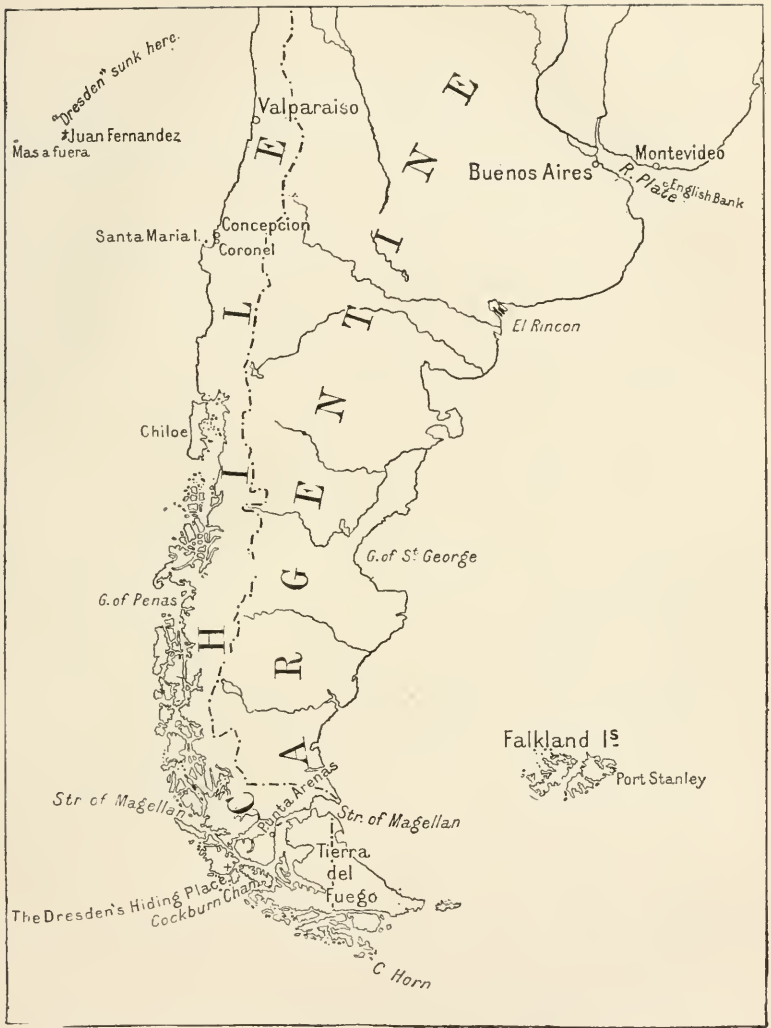 "Dresden" sunk here.
Juan Fernandez
Mas a fuera
Valparaiso
Montevideo
Buenos Aires
R. Plate
English Bank
Santa Maria I.
Concepcion
Coronel
El Rincon
Chiloe
G. of St George
G. of Penas
CHILE
ARGENTINE
Falkland Is
Port Stanley
Str. of Magellan
Punta Arenas
Str. of Magellan
Tierra
del
Fuego
The Dresden's Hiding Place
Cockburn Chan.
C Horn